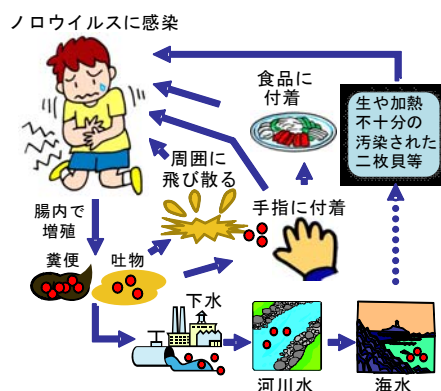 ノロウイルスに感染
食品に
付着
生や加熱
不十分の
汚染された
二枚貝等
周囲に
飛び散る
手指に付着
腸内で
増殖
糞便
吐物
下水
河川水
海水